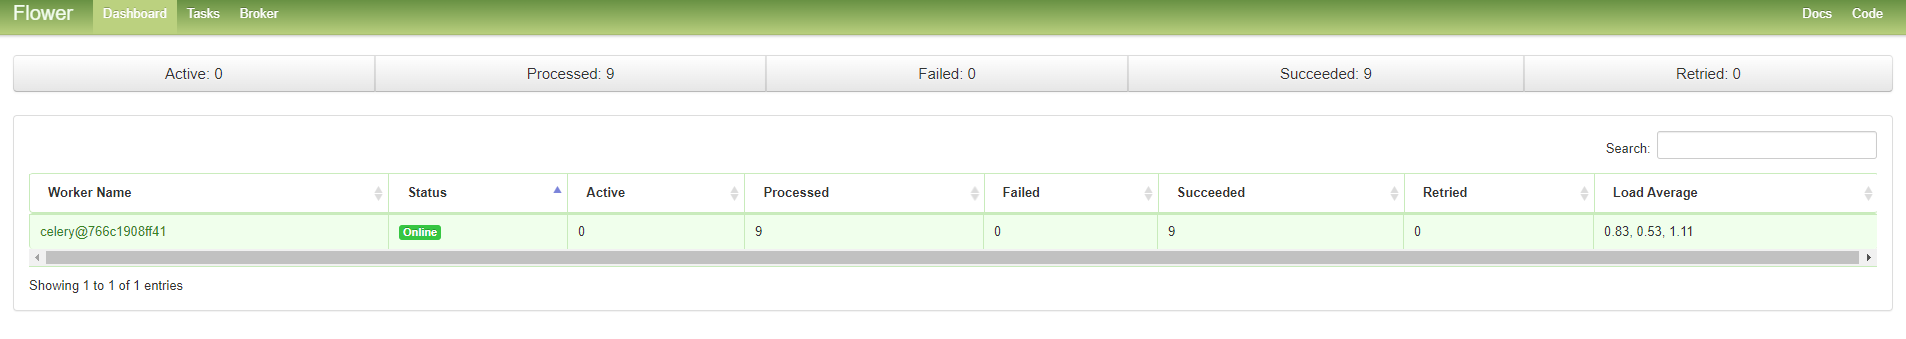 Flower Dashboard Tasks Broker Docs Code
Active: 0 Processed: 9 Failed: 0 Succeeded: 9 Retried: 0
Search:
Worker Name Status Active Processed Failed Succeeded Retried Load Average
celery@766c1908ff41 Online 0 9 0 9 0 0.83, 0.53, 1.11
Showing 1 to 1 of 1 entries